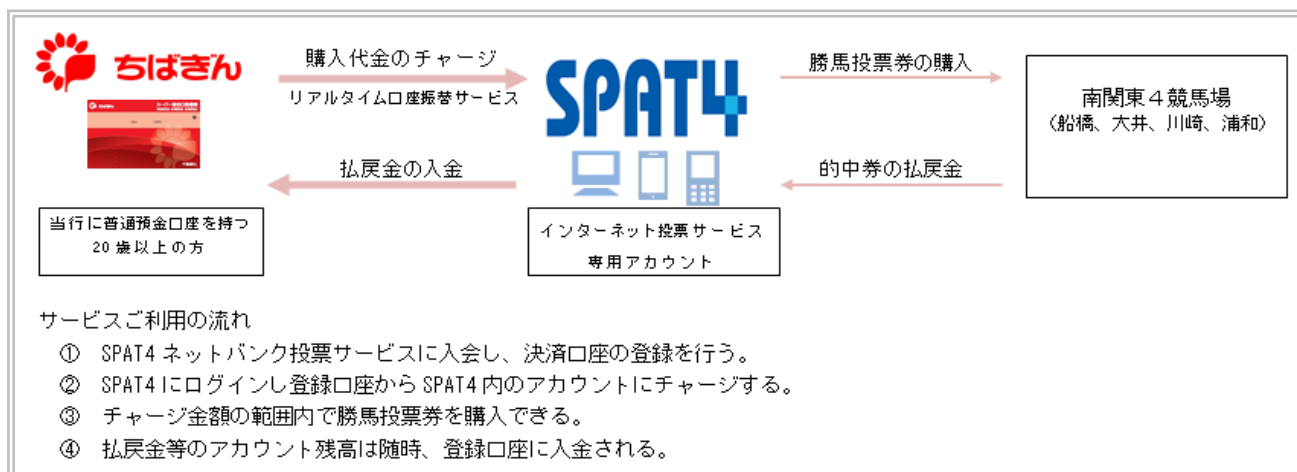 ちばぎん
購入代金のチャージ
リアルタイム口座振替サービス
SPAT4
勝馬投票券の購入
南関東4競馬場
(船橋、大井、川崎、浦和)
払戻金の入金
的中券の払戻金
当行に普通預金口座を持つ
20歳以上の方
インターネット投票サービス
専用アカウント
サービスご利用の流れ
① SPAT4ネットバンク投票サービスに入会し、決済口座の登録を行う。
② SPAT4にログインし登録口座からSPAT4内のアカウントにチャージする。
③ チャージ金額の範囲内で勝馬投票券を購入できる。
④ 払戻金等のアカウント残高は随時、登録口座に入金される。